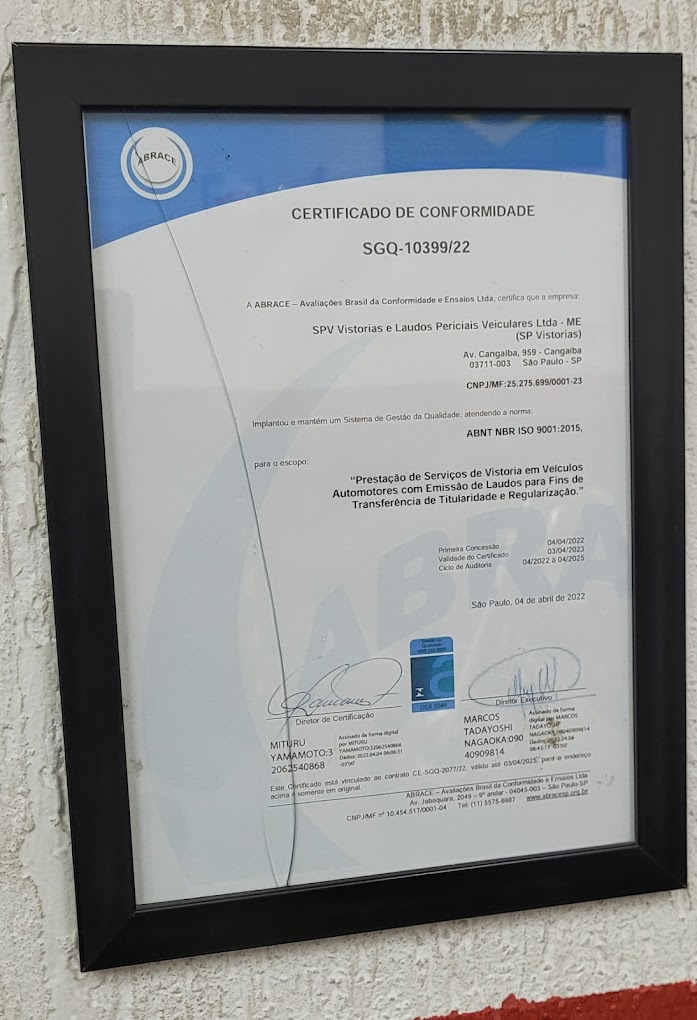 ABRACE
CERTIFICADO DE CONFORMIDADE
SGQ-10399/22
A ABRACE – Avaliações Brasil da Conformidade e Ensaios Ltda, certifica que a empresa:
SPV Vistorias e Laudos Periciais Veiculares Ltda - ME
(SP Vistorias)
Av. Cangaíba, 959 - Cangaíba
03711-003 São Paulo - SP
CNPJ/MF:25.275.699/0001-23
Implantou e mantém um Sistema de Gestão da Qualidade, atendendo a norma:
ABNT NBR ISO 9001:2015,
para o escopo:
“Prestação de Serviços de Vistoria em Veículos
Automotores com Emissão de Laudos para Fins de
Transferência de Titularidade e Regularização.”
Primeira Concessão 04/04/2022
Validade do Certificado 03/04/2023
Ciclo de Auditoria 04/2022 à 04/2025
ABRA
São Paulo, 04 de abril de 2022
Diretor de Certificação
Diretor Executivo
MITURU
YAMAMOTO:3
2062540868
Assinado de forma digital
por MITURU
YAMAMOTO:32062540868
Dados: 2022.04.04 06:06:31
-03'00'
MARCOS
TADAYOSHI
NAGAOKA:090
40909814
Assinado de forma
digital por MARCOS
TADAYOSHI
NAGAOKA:09040909814
Dados: 2022.04.04
06:43:17 -03'00'
Este Certificado está vinculado ao contrato CE-SGQ-2077/22, válido até 03/04/2025, para o endereço
acima e somente em original.
ABRACE – Avaliações Brasil da Conformidade e Ensaios Ltda
Av. Jabaquara, 2049 – 9º andar - 04045-003 – São Paulo-SP
CNPJ/MF nº 10.454.517/0001-04 Tel: (11) 5575-6987 www.abracesp.org.br